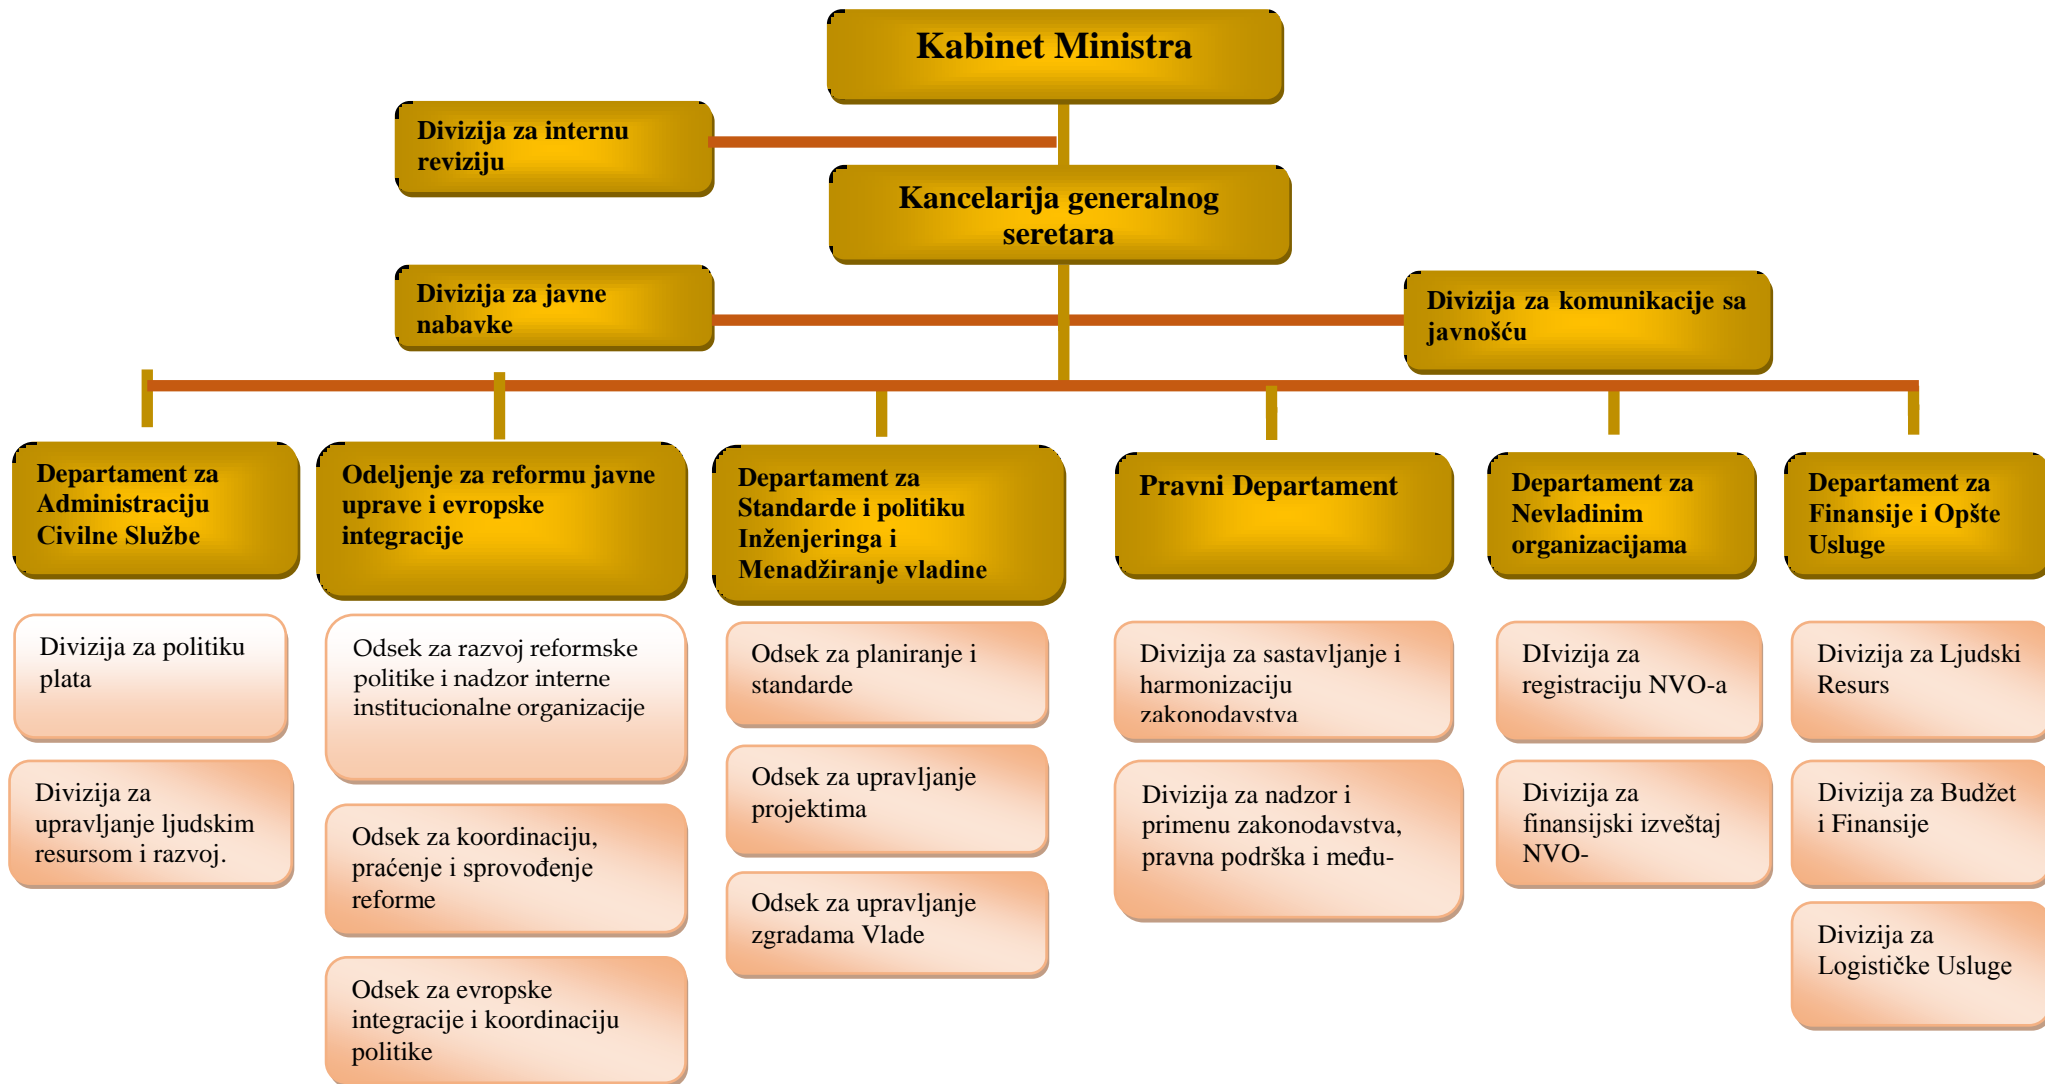 Kabinet Ministra
Divizija za internu
reviziju
Kancelarija generalnog
seretara
Divizija za javne
nabavke
Divizija za komunikacije sa
javnošću
Departament za
Administraciju
Civilne Službe
Odeljenje za reformu javne
uprave i evropske
integracije
Departament za
Standarde i politiku
Inženjeringa i
Menadžiranje vladine
Pravni Departament
Departament za
Nevladinim
organizacijama
Departament za
Finansije i Opšte
Usluge
Divizija za politiku
plata
Divizija za
upravljanje ljudskim
resursom i razvoj.
Odsek za razvoj reformske
politike i nadzor interne
institucionalne organizacije
Odsek za koordinaciju,
praćenje i sprovođenje
reforme
Odsek za evropske
integracije i koordinaciju
politike
Odsek za planiranje i
standarde
Odsek za upravljanje
projektima
Odsek za upravljanje
zgradama Vlade
Divizija za sastavljanje i
harmonizaciju
zakonodavstva
Divizija za nadzor i
primenu zakonodavstva,
pravna podrška i među-
DIvizija za
registraciju NVO-a
Divizija za
finansijski izveštaj
NVO-
Divizija za Ljudski
Resurs
Divizija za Budžet
i Finansije
Divizija za
Logističke Usluge